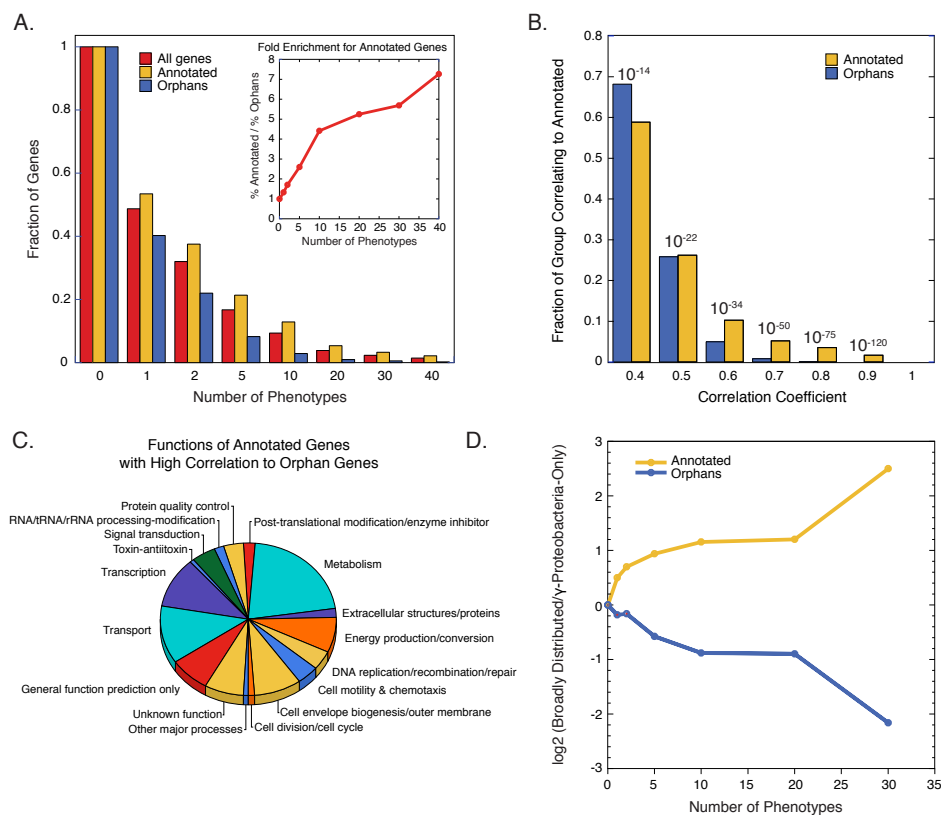 A.
Fraction of Genes
1
0.8
0.6
0.4
0.2
0
All genes
Annotated
Orphans
0
1
2
5
10
20
30
40
Number of Phenotypes
Fold Enrichment for Annotated Genes
% Annotated / % Ophans
8
7
6
5
4
3
2
1
0
0
5
10
15
20
25
30
35
40
Number of Phenotypes
B.
Fraction of Group Correlating to Annotated
0.8
0.7
0.6
0.5
0.4
0.3
0.2
0.1
0
Annotated
Orphans
10-14
10-22
10-34
10-50
10-75
10-120
0.4
0.5
0.6
0.7
0.8
0.9
1
Correlation Coefficient
C.
Functions of Annotated Genes
with High Correlation to Orphan Genes
Protein quality control
RNA/tRNA/rRNA processing-modification
Signal transduction
Toxin-antiitoxin
Transcription
Transport
General function prediction only
Unknown function
Other major processes
Post-translational modification/enzyme inhibitor
Metabolism
Extracellular structures/proteins
Energy production/conversion
DNA replication/recombination/repair
Cell motility & chemotaxis
Cell envelope biogenesis/outer membrane
Cell division/cell cycle
D.
log2 (Broadly Distributed/γ-Proteobacteria-Only)
3
2
1
0
-1
-2
-3
Annotated
Orphans
0
5
10
15
20
25
30
35
Number of Phenotypes